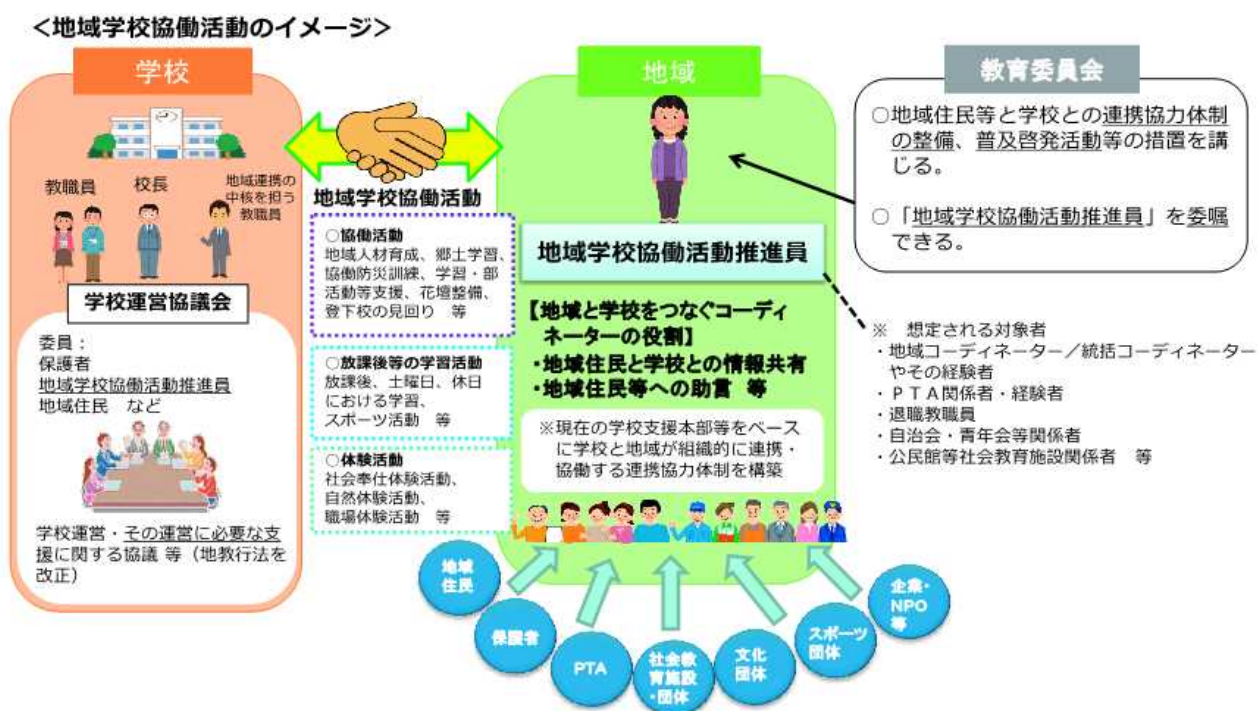 <地域学校協働活動のイメージ>
学校
教職員
校長
地域連携の
中核を担う
教職員
学校運営協議会
委員：
保護者
地域学校協働活動推進員
地域住民　など
学校運営・その運営に必要な支
援に関する協議 等（地教行法を
改正）
地域学校協働活動
○協働活動
地域人材育成、郷土学習、
協働防災訓練、学習・部
活動等支援、花壇整備、
登下校の見回り　等
○放課後等の学習活動
放課後、土曜日、休日
における学習、
スポーツ活動　等
○体験活動
社会奉仕体験活動、
自然体験活動、
職場体験活動　等
地域
地域学校協働活動推進員
【地域と学校をつなぐコーディ
ネーターの役割】
・地域住民と学校との情報共有
・地域住民等への助言　等
※現在の学校支援本部等をベース
に学校と地域が組織的に連携・
協働する連携協力体制を構築
地域
住民
保護者
PTA
社会教
育施設
・団体
文化
団体
スポーツ
団体
企業・
NPO
等
教育委員会
○地域住民等と学校との連携協力体制
の整備、普及啓発活動等の措置を講
じる。
○「地域学校協働活動推進員」を委嘱
できる。
※　想定される対象者
・地域コーディネーター／統括コーディネーター
やその経験者
・ＰＴＡ関係者・経験者
・退職教職員
・自治会・青年会等関係者
・公民館等社会教育施設関係者　等